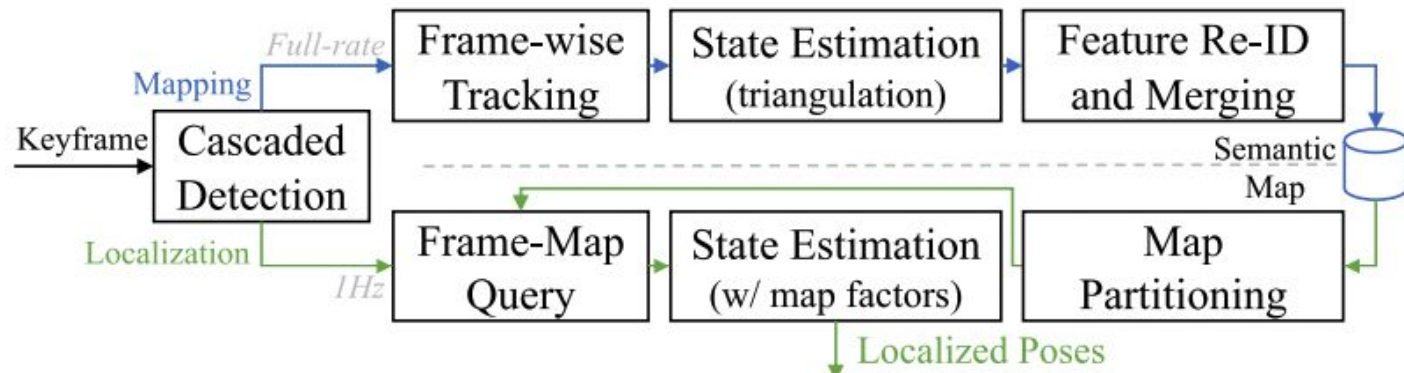 Full-rate
Mapping
Frame-wise
Tracking
State Estimation
(triangulation)
Feature Re-ID
and Merging
Keyframe
Cascaded
Detection
Semantic
Map
Localization
1Hz
Frame-Map
Query
State Estimation
(w/ map factors)
Map
Partitioning
Localized Poses